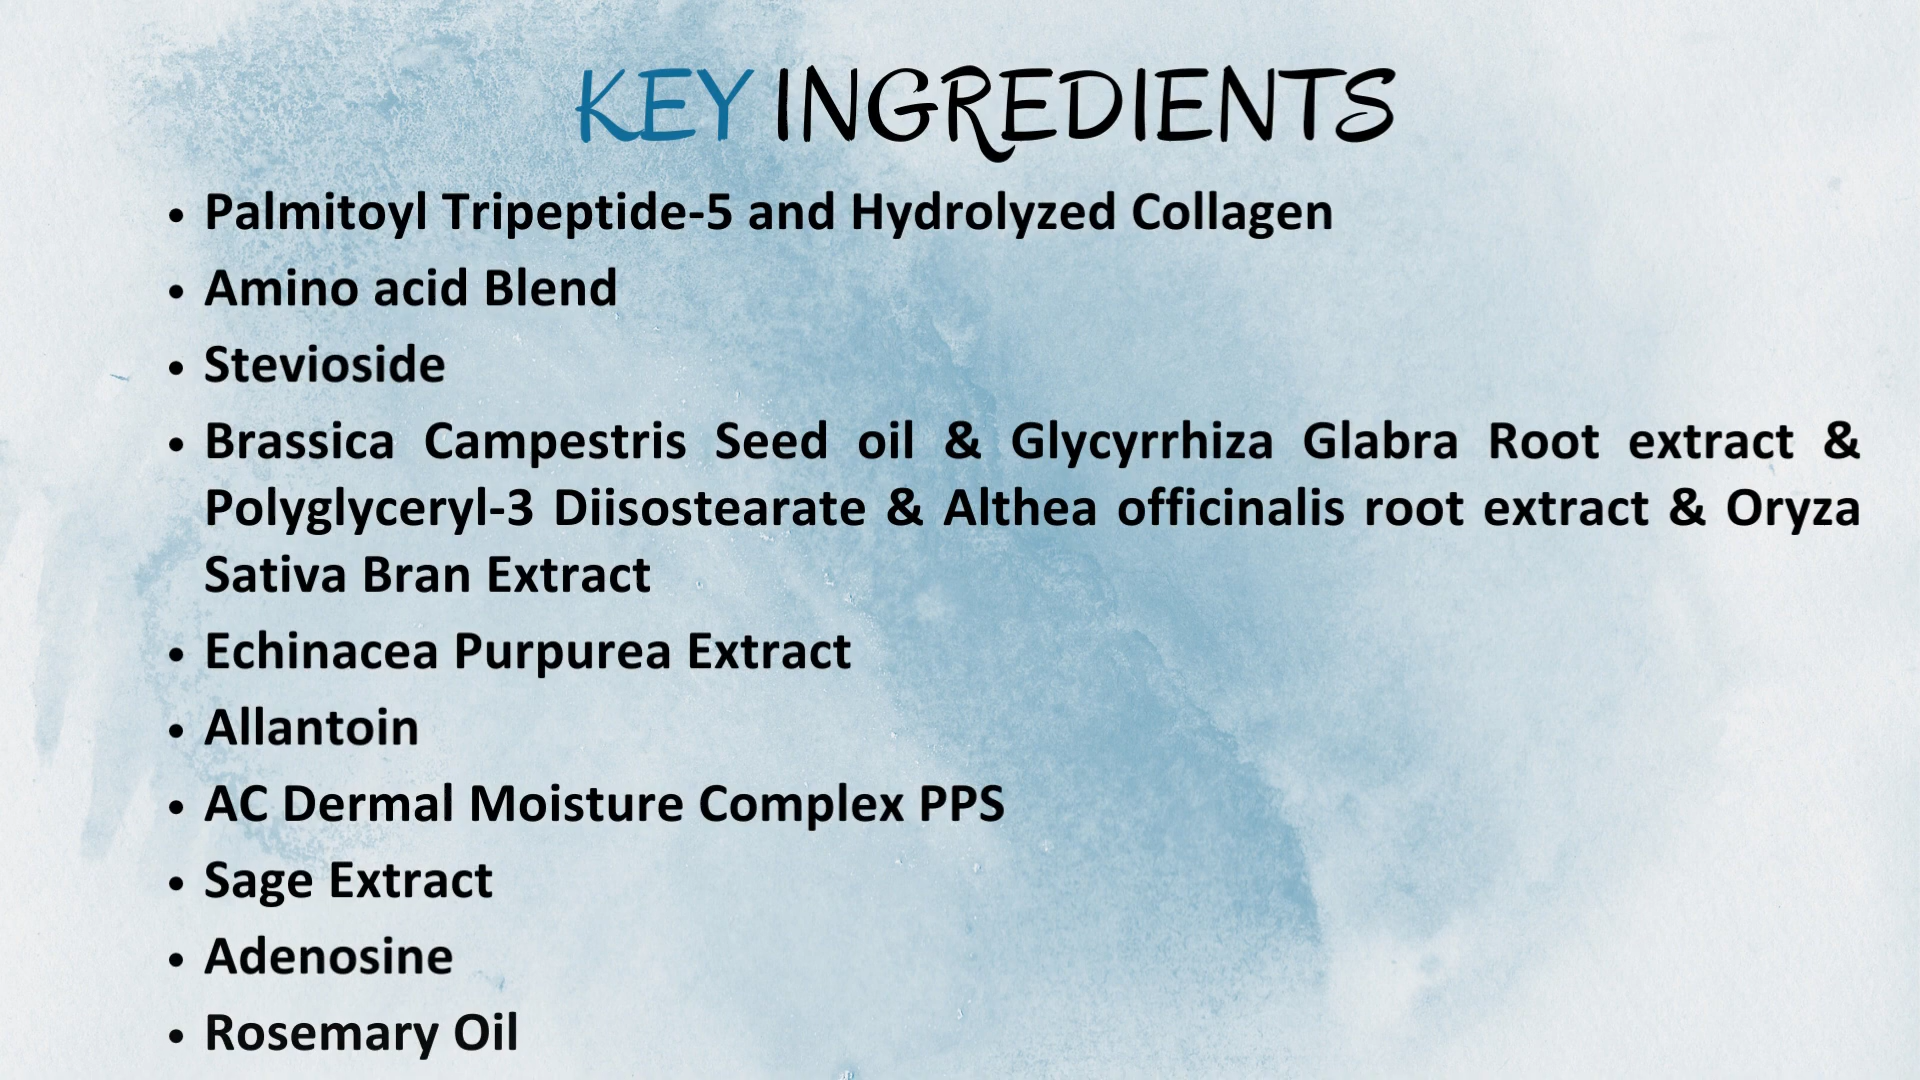 KEY INGREDIENTS
• Palmitoyl Tripeptide-5 and Hydrolyzed Collagen
• Amino acid Blend
• Stevioside
• Brassica Campestris Seed oil & Glycyrrhiza Glabra Root extract &
Polyglyceryl-3 Diisostearate & Althea officinalis root extract & Oryza
Sativa Bran Extract
• Echinacea Purpurea Extract
• Allantoin
• AC Dermal Moisture Complex PPS
• Sage Extract
• Adenosine
• Rosemary Oil